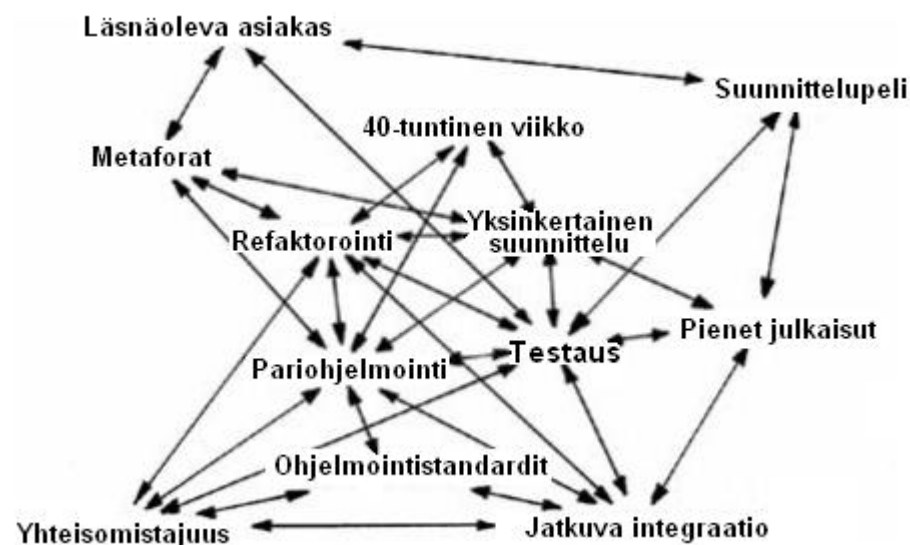 Läsnäoleva asiakas
Suunnittelupeli
40-tuntinen viikko
Metaforat
Yksinkertainen
suunnittelu
Refaktorointi
Pienet julkaisut
Testaus
Pariohjelmointi
Ohjelmointistandardit
Yhteisomistajuus
Jatkuva integraatio